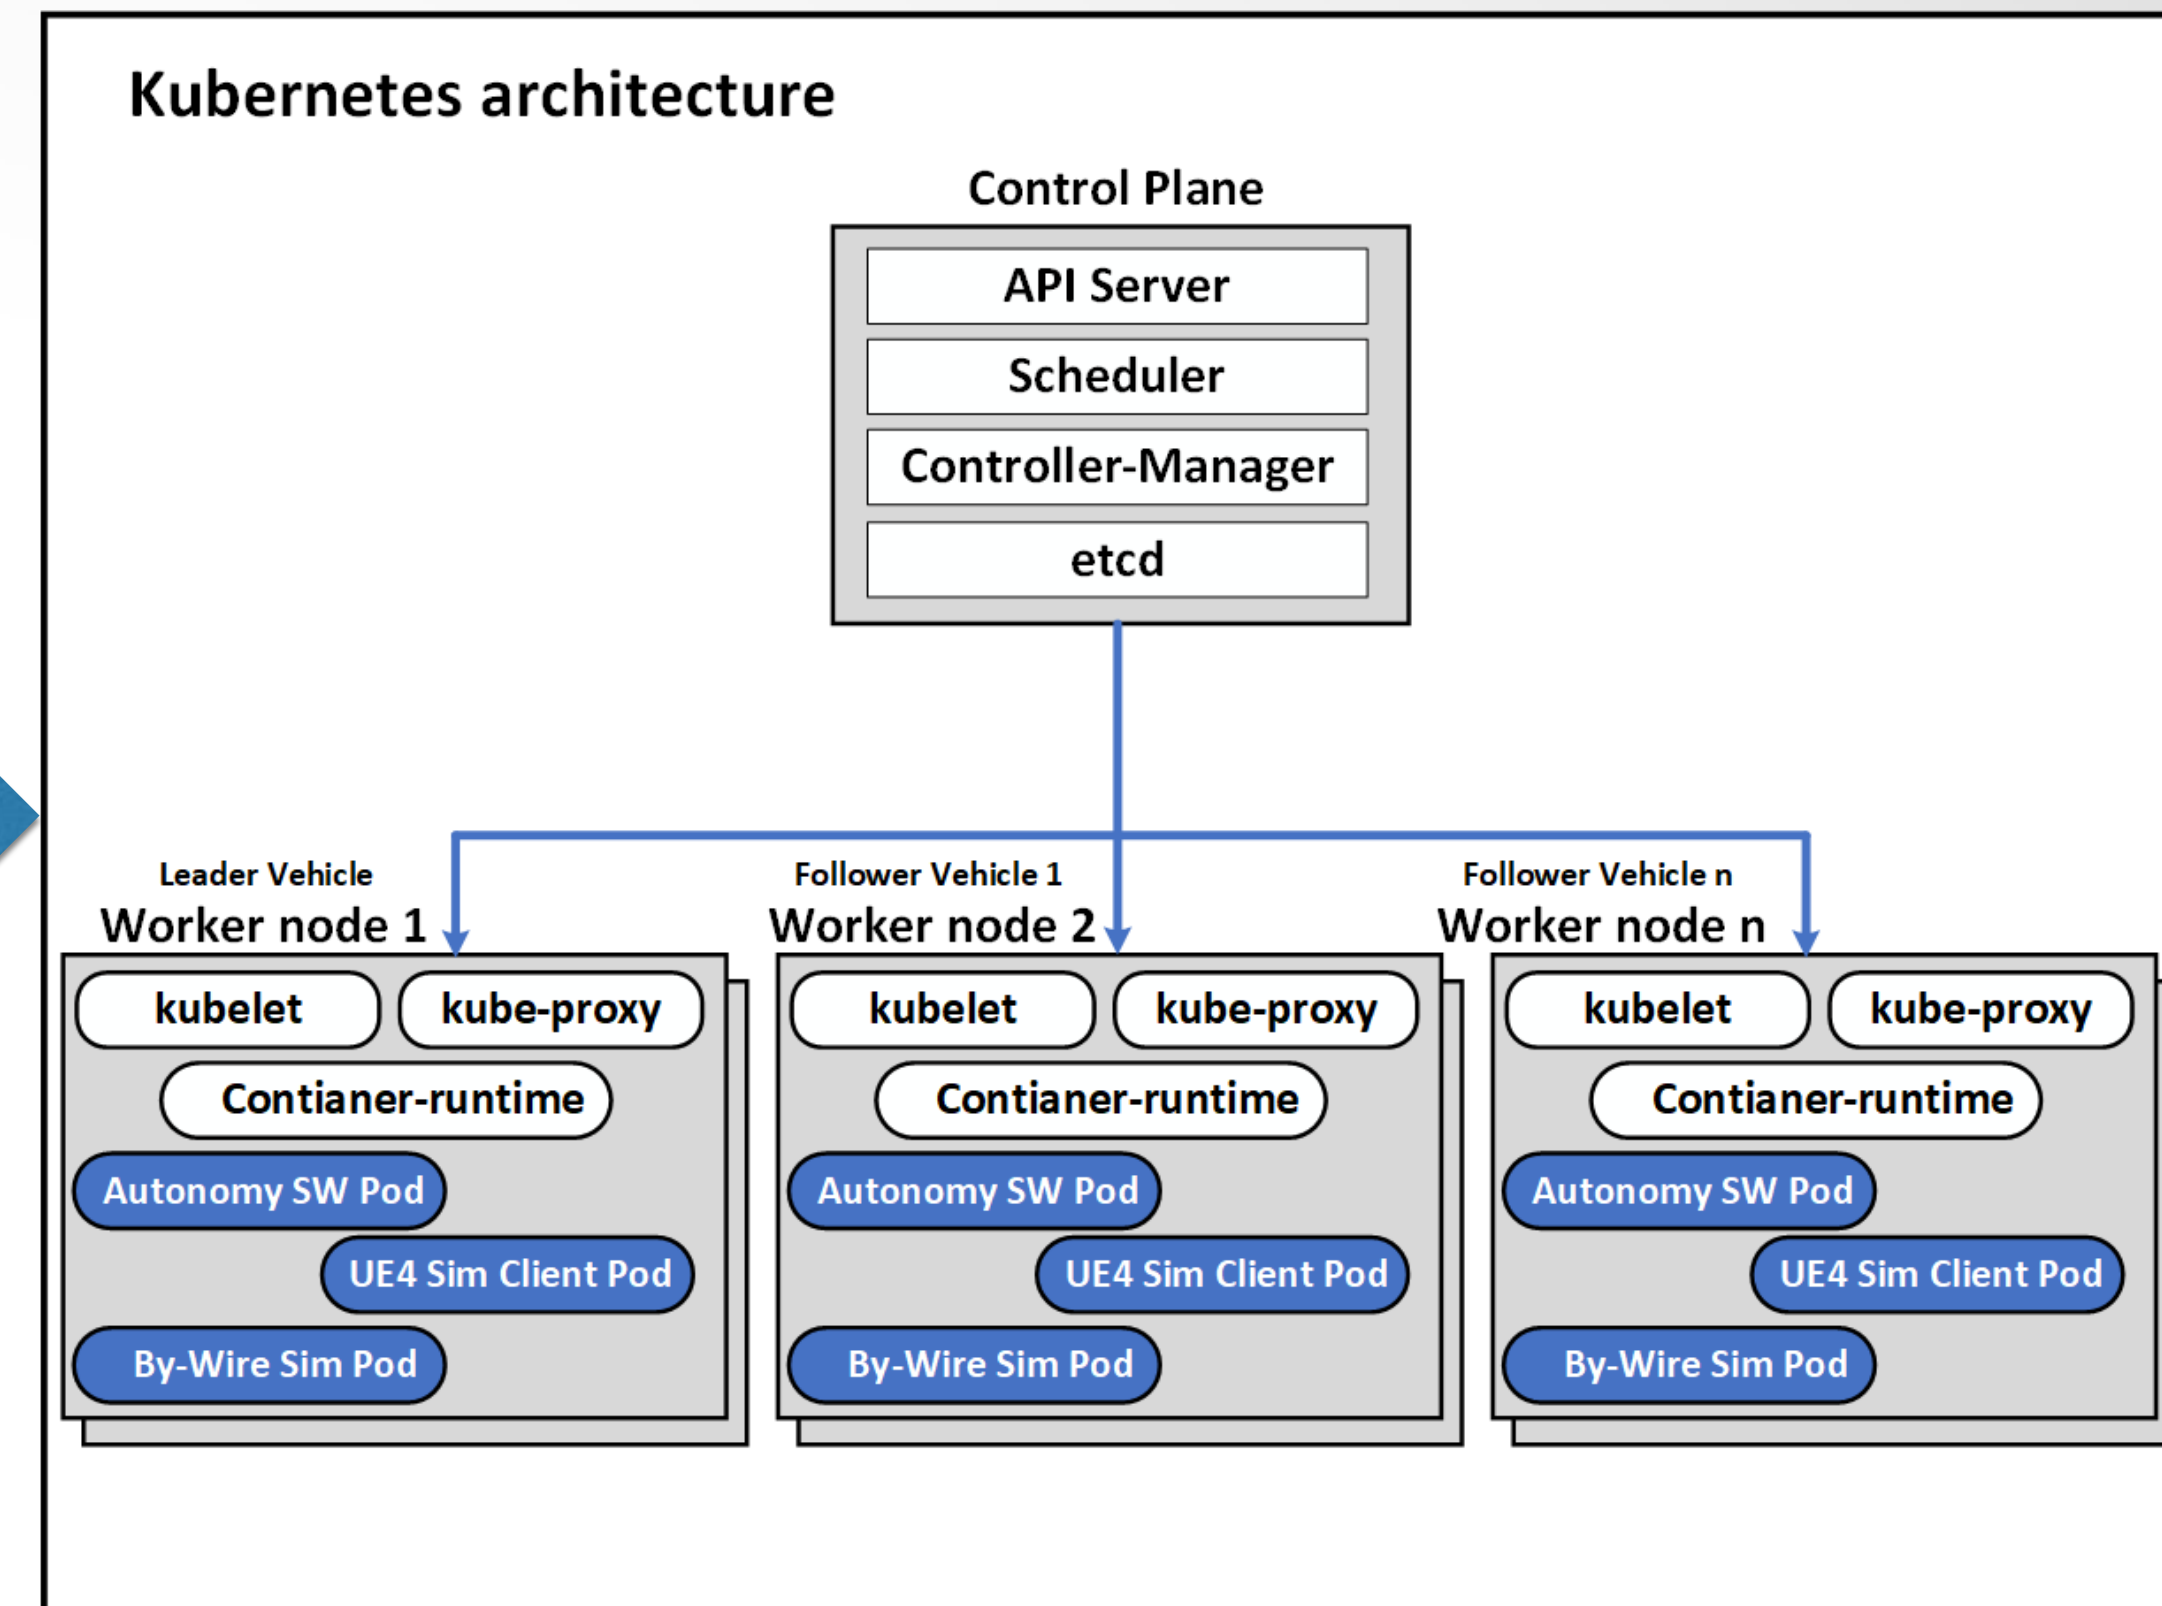 Kubernetes architecture
Control Plane
API Server
Scheduler
Controller-Manager
etcd
Leader Vehicle
Worker node 1
kubelet
kube-proxy
Contianer-runtime
Autonomy SW Pod
UE4 Sim Client Pod
By-Wire Sim Pod
Follower Vehicle 1
Worker node 2
kubelet
kube-proxy
Contianer-runtime
Autonomy SW Pod
UE4 Sim Client Pod
By-Wire Sim Pod
Follower Vehicle n
Worker node n
kubelet
kube-proxy
Contianer-runtime
Autonomy SW Pod
UE4 Sim Client Pod
By-Wire Sim Pod